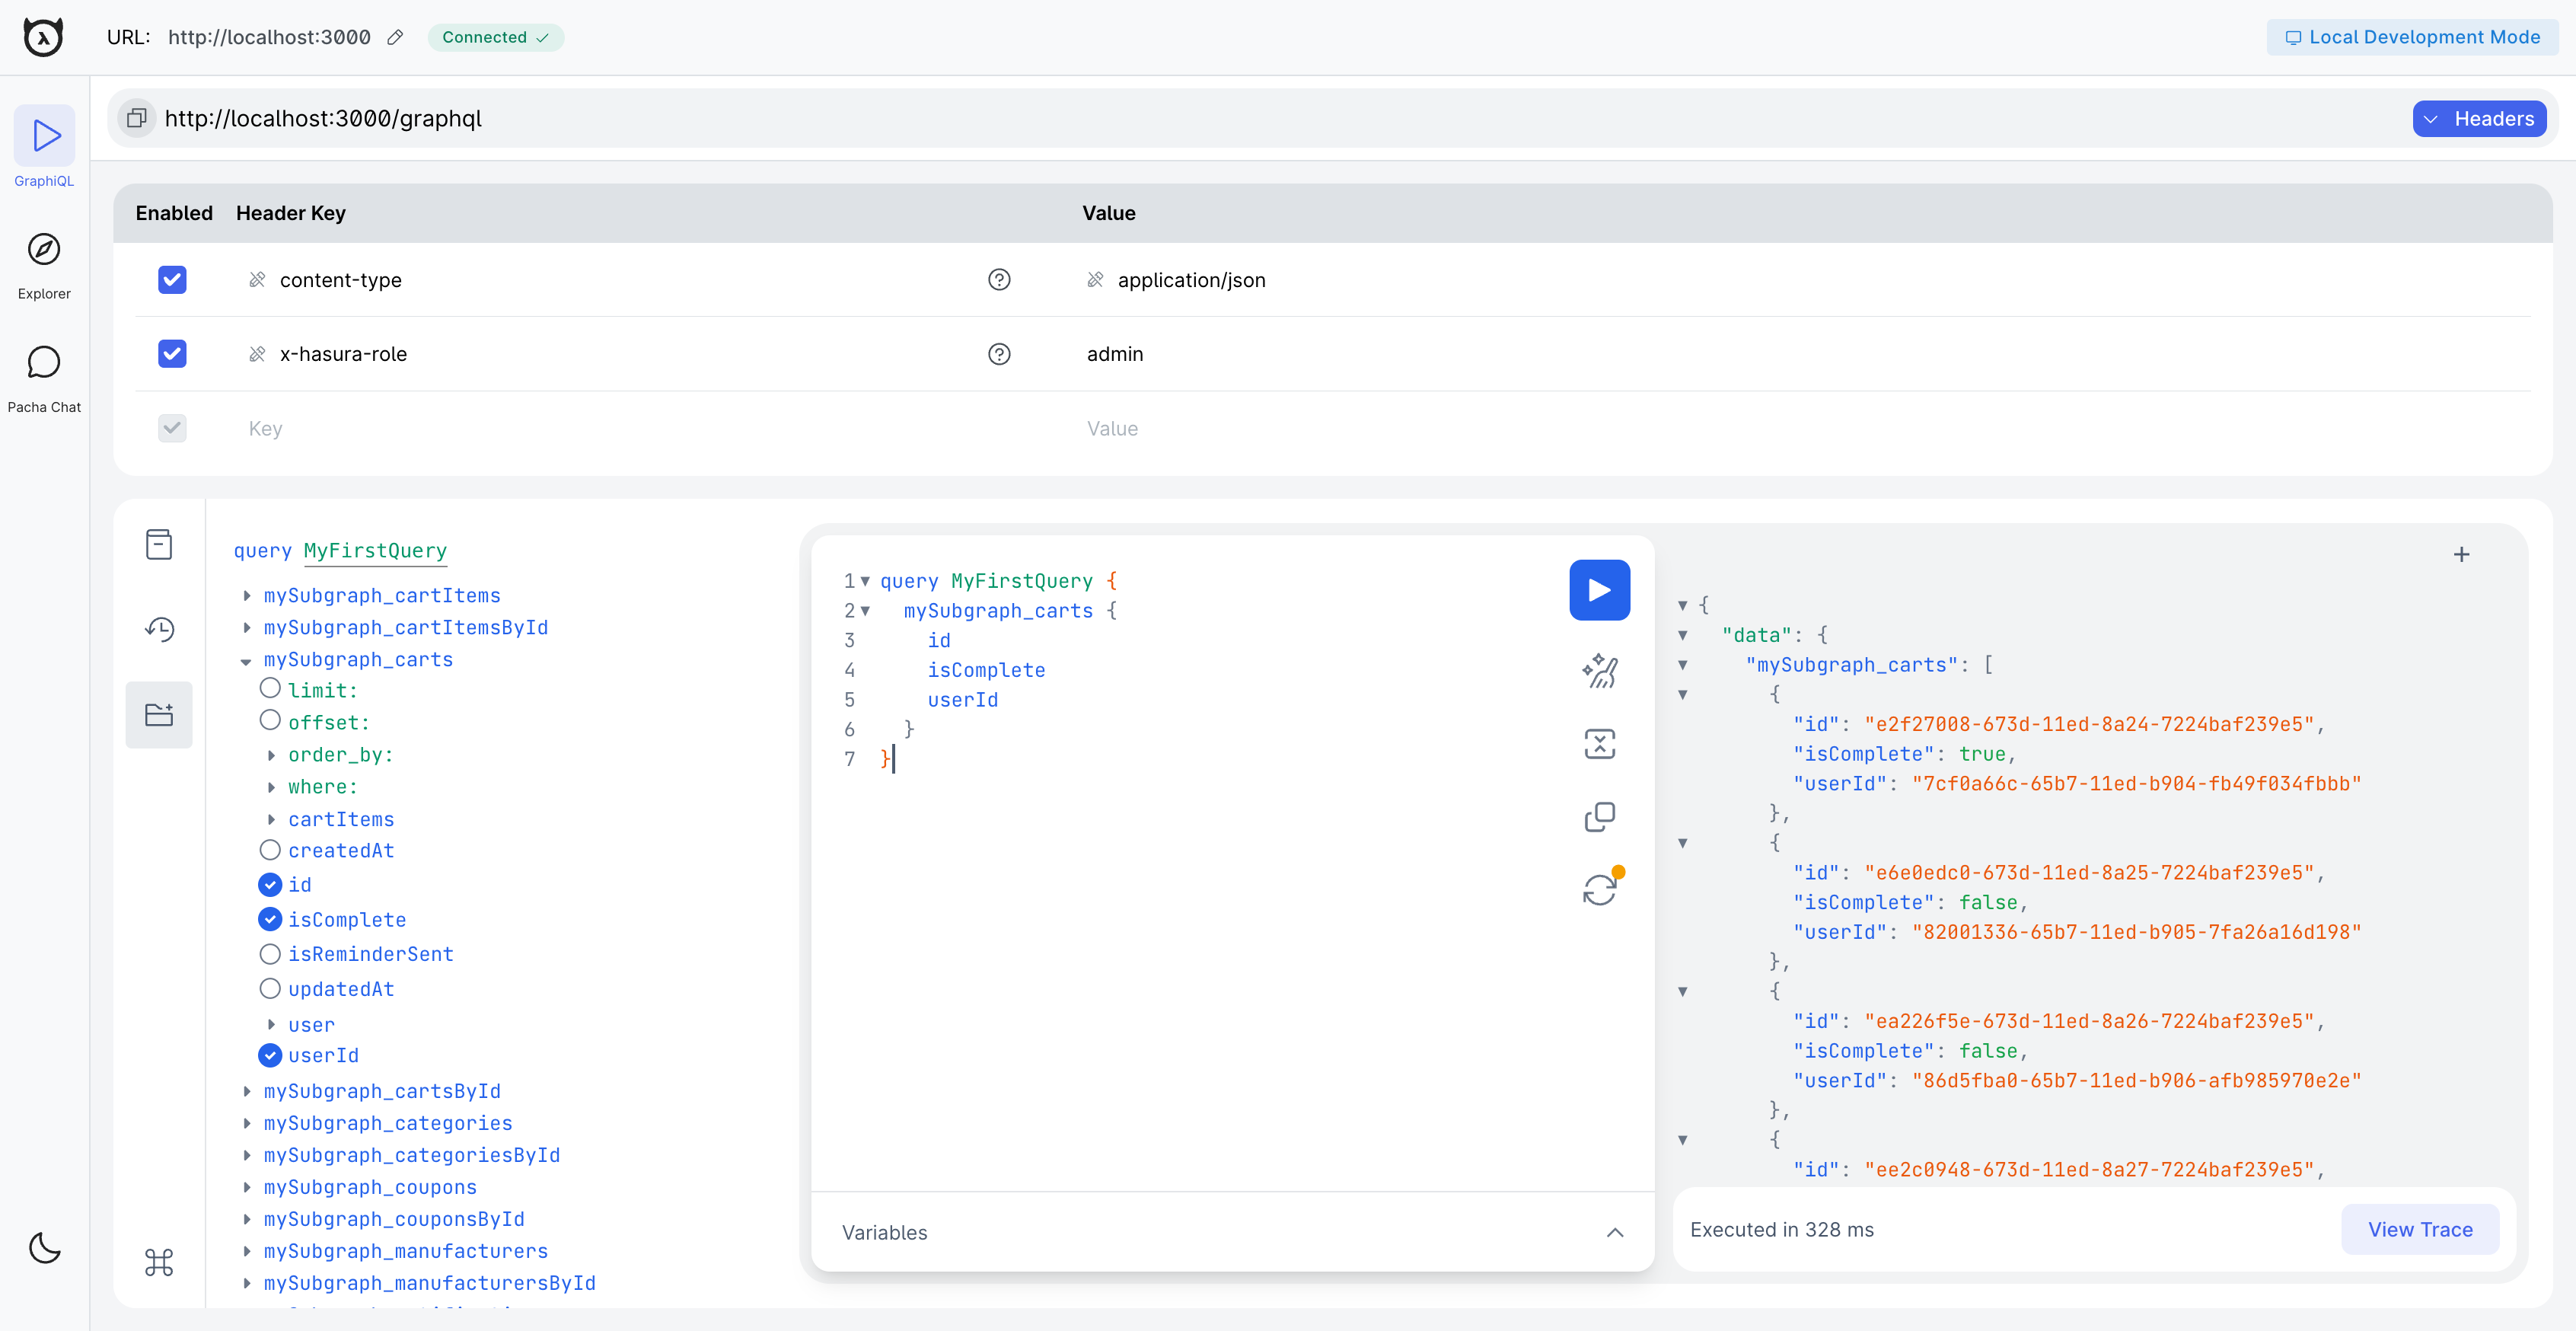 URL: http://localhost:3000 Connected
Local Development Mode
GraphiQL
Explorer
Pacha Chat
http://localhost:3000/graphql
Headers
Enabled Header Key Value
content-type application/json
x-hasura-role admin
Key Value
query MyFirstQuery
mySubgraph_cartItems
mySubgraph_cartItemsById
mySubgraph_carts
limit:
offset:
order_by:
where:
cartItems
createdAt
id
isComplete
isReminderSent
updatedAt
user
userId
mySubgraph_cartsById
mySubgraph_categories
mySubgraph_categoriesById
mySubgraph_coupons
mySubgraph_couponsById
mySubgraph_manufacturers
mySubgraph_manufacturersById
1 query MyFirstQuery {
2 mySubgraph_carts {
3 id
4 isComplete
5 userId
6 }
7 }
Variables
{
"data": {
"mySubgraph_carts": [
{
"id": "e2f27008-673d-11ed-8a24-7224baf239e5",
"isComplete": true,
"userId": "7cf0a66c-65b7-11ed-b904-fb49f034fbbb"
},
{
"id": "e6e0edc0-673d-11ed-8a25-7224baf239e5",
"isComplete": false,
"userId": "82001336-65b7-11ed-b905-7fa26a16d198"
},
{
"id": "ea226f5e-673d-11ed-8a26-7224baf239e5",
"isComplete": false,
"userId": "86d5fba0-65b7-11ed-b906-afb985970e2e"
},
{
"id": "ee2c0948-673d-11ed-8a27-7224baf239e5",
Executed in 328 ms
View Trace